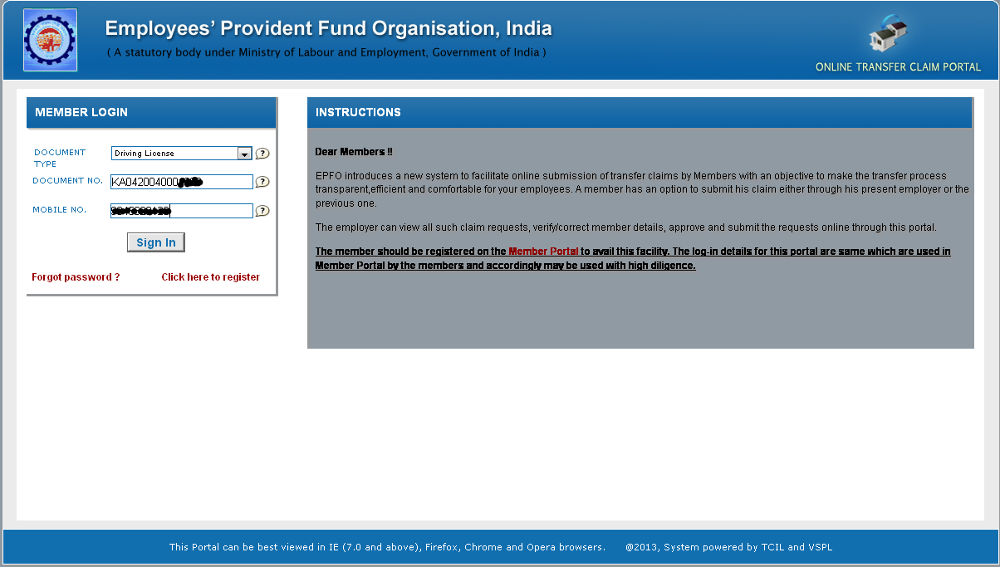 Employees' Provident Fund Organisation, India
( A statutory body under Ministry of Labour and Employment, Government of India )
ONLINE TRANSFER CLAIM PORTAL
MEMBER LOGIN
DOCUMENT TYPE
Driving License
DOCUMENT NO.
KA042004000
MOBILE NO.
Sign In
Forgot password ?
Click here to register
INSTRUCTIONS
Dear Members !!
EPFO introduces a new system to facilitate online submission of transfer claims by Members with an objective to make the transfer process
transparent,efficient and comfortable for your employees. A member has an option to submit his claim either through his present employer or the
previous one.
The employer can view all such claim requests, verify/correct member details, approve and submit the requests online through this portal.
The member should be registered on the Member Portal to avail this facility. The log-in details for this portal are same which are used in
Member Portal by the members and accordingly may be used with high diligence.
This Portal can be best viewed in IE (7.0 and above), Firefox, Chrome and Opera browsers. @2013, System powered by TCIL and VSPL